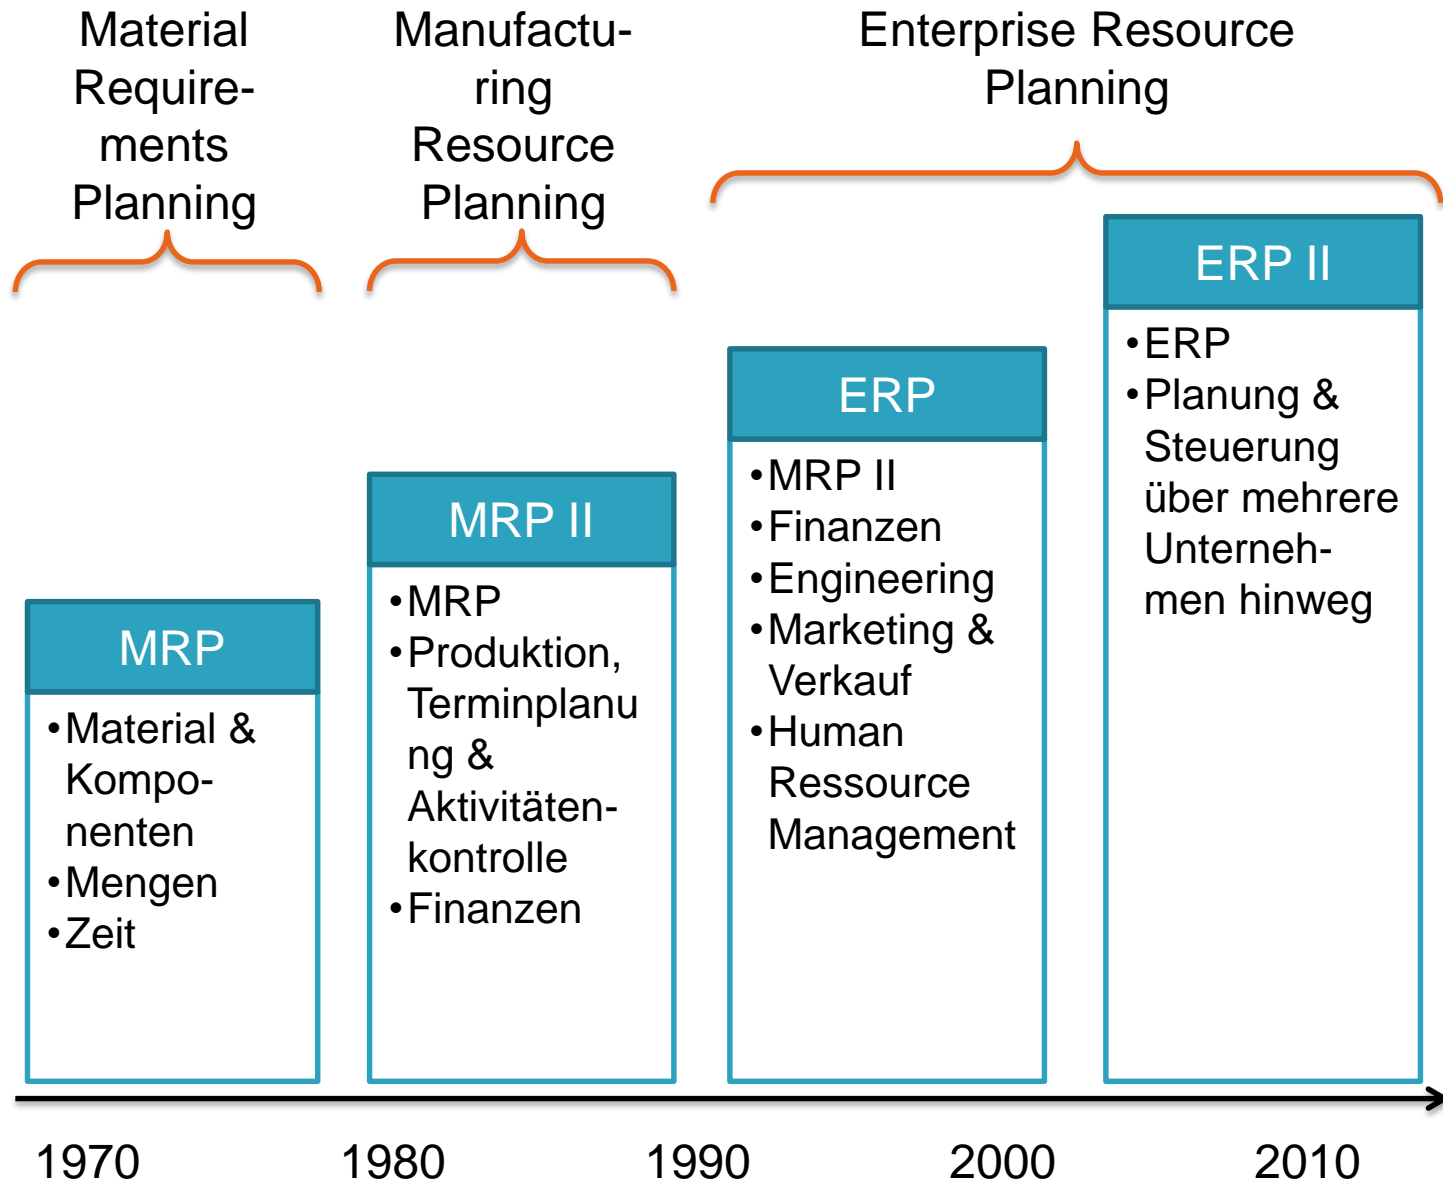 Material
Require-
ments
Planning
Manufactu-
ring
Resource
Planning
Enterprise Resource
Planning
MRP
•Material &
Kompo-
nenten
•Mengen
•Zeit
MRP II
•MRP
•Produktion,
Terminplanu
ng &
Aktivitäten-
kontrolle
•Finanzen
ERP
•MRP II
•Finanzen
•Engineering
•Marketing &
Verkauf
•Human
Ressource
Management
ERP II
•ERP
•Planung &
Steuerung
über mehrere
Unterneh-
men hinweg
1970
1980
1990
2000
2010